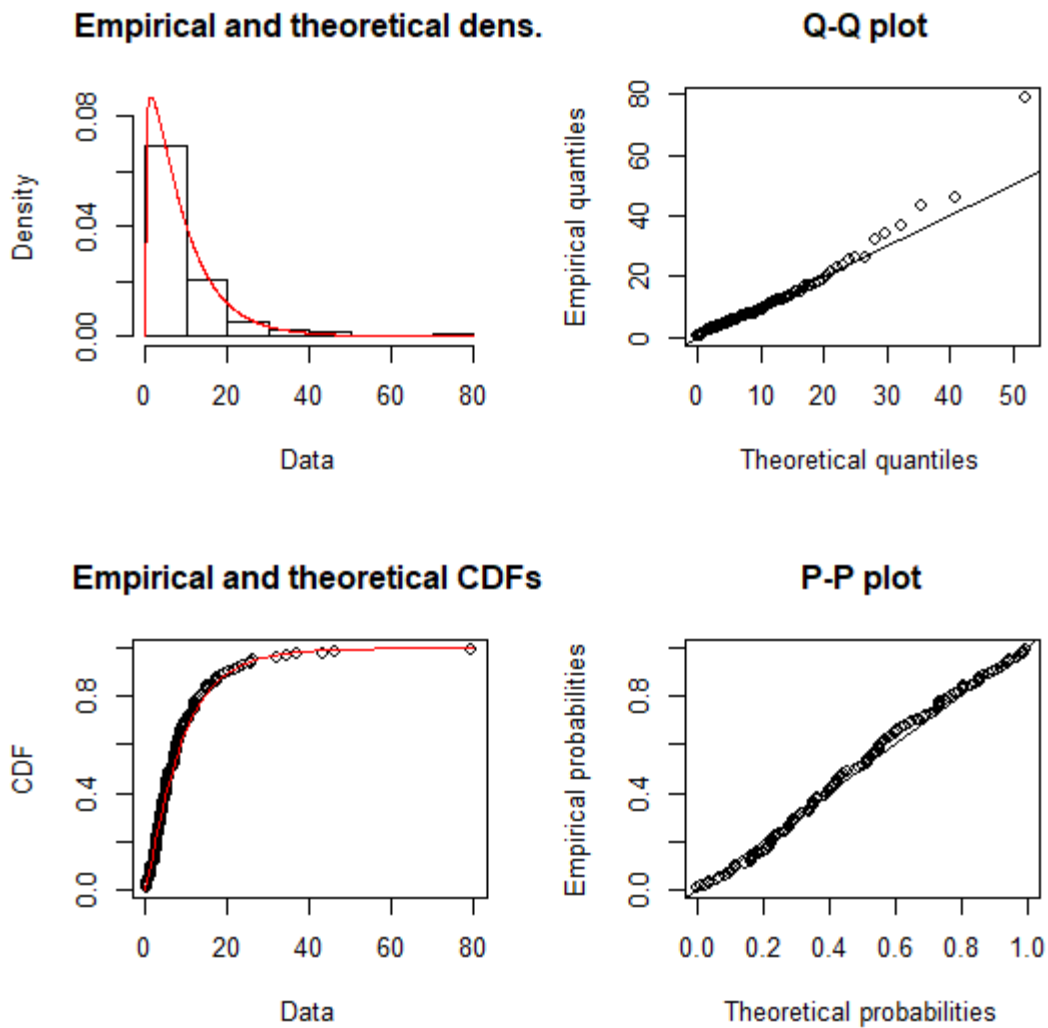 Empirical and theoretical dens.
Density
0.00
0.04
0.08
0 20 40 60 80
Data
Q-Q plot
Empirical quantiles
0 20 40 60 80
0 10 20 30 40 50
Theoretical quantiles
Empirical and theoretical CDFs
CDF
0.0 0.4 0.8
0 20 40 60 80
Data
P-P plot
Empirical probabilities
0.0 0.4 0.8
0.0 0.2 0.4 0.6 0.8 1.0
Theoretical probabilities